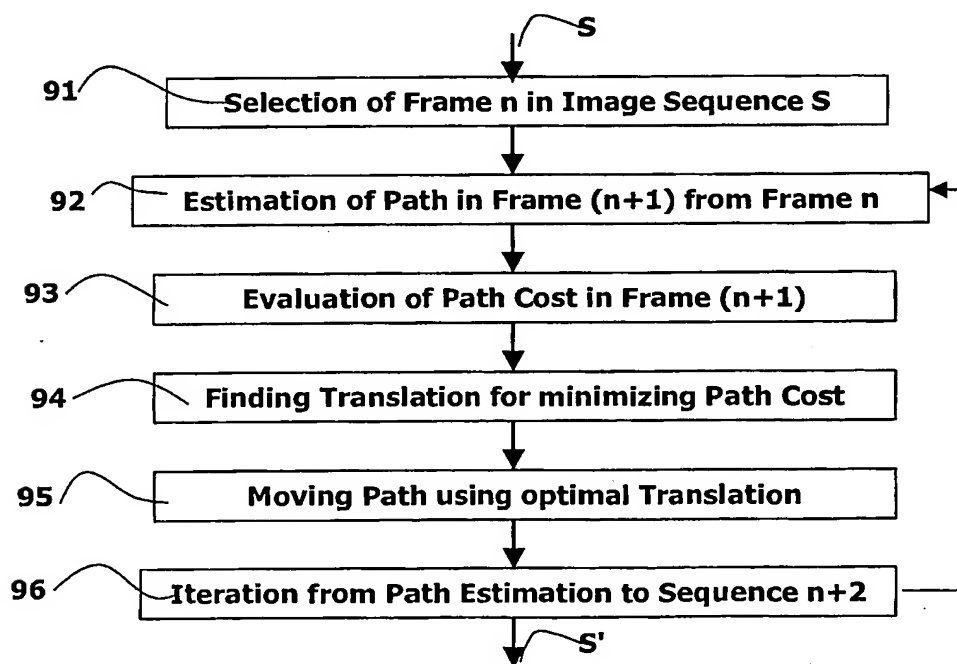 S
91
Selection of Frame n in Image Sequence S
92
Estimation of Path in Frame (n+1) from Frame n
93
Evaluation of Path Cost in Frame (n+1)
94
Finding Translation for minimizing Path Cost
95
Moving Path using optimal Translation
96
Iteration from Path Estimation to Sequence n+2
S'